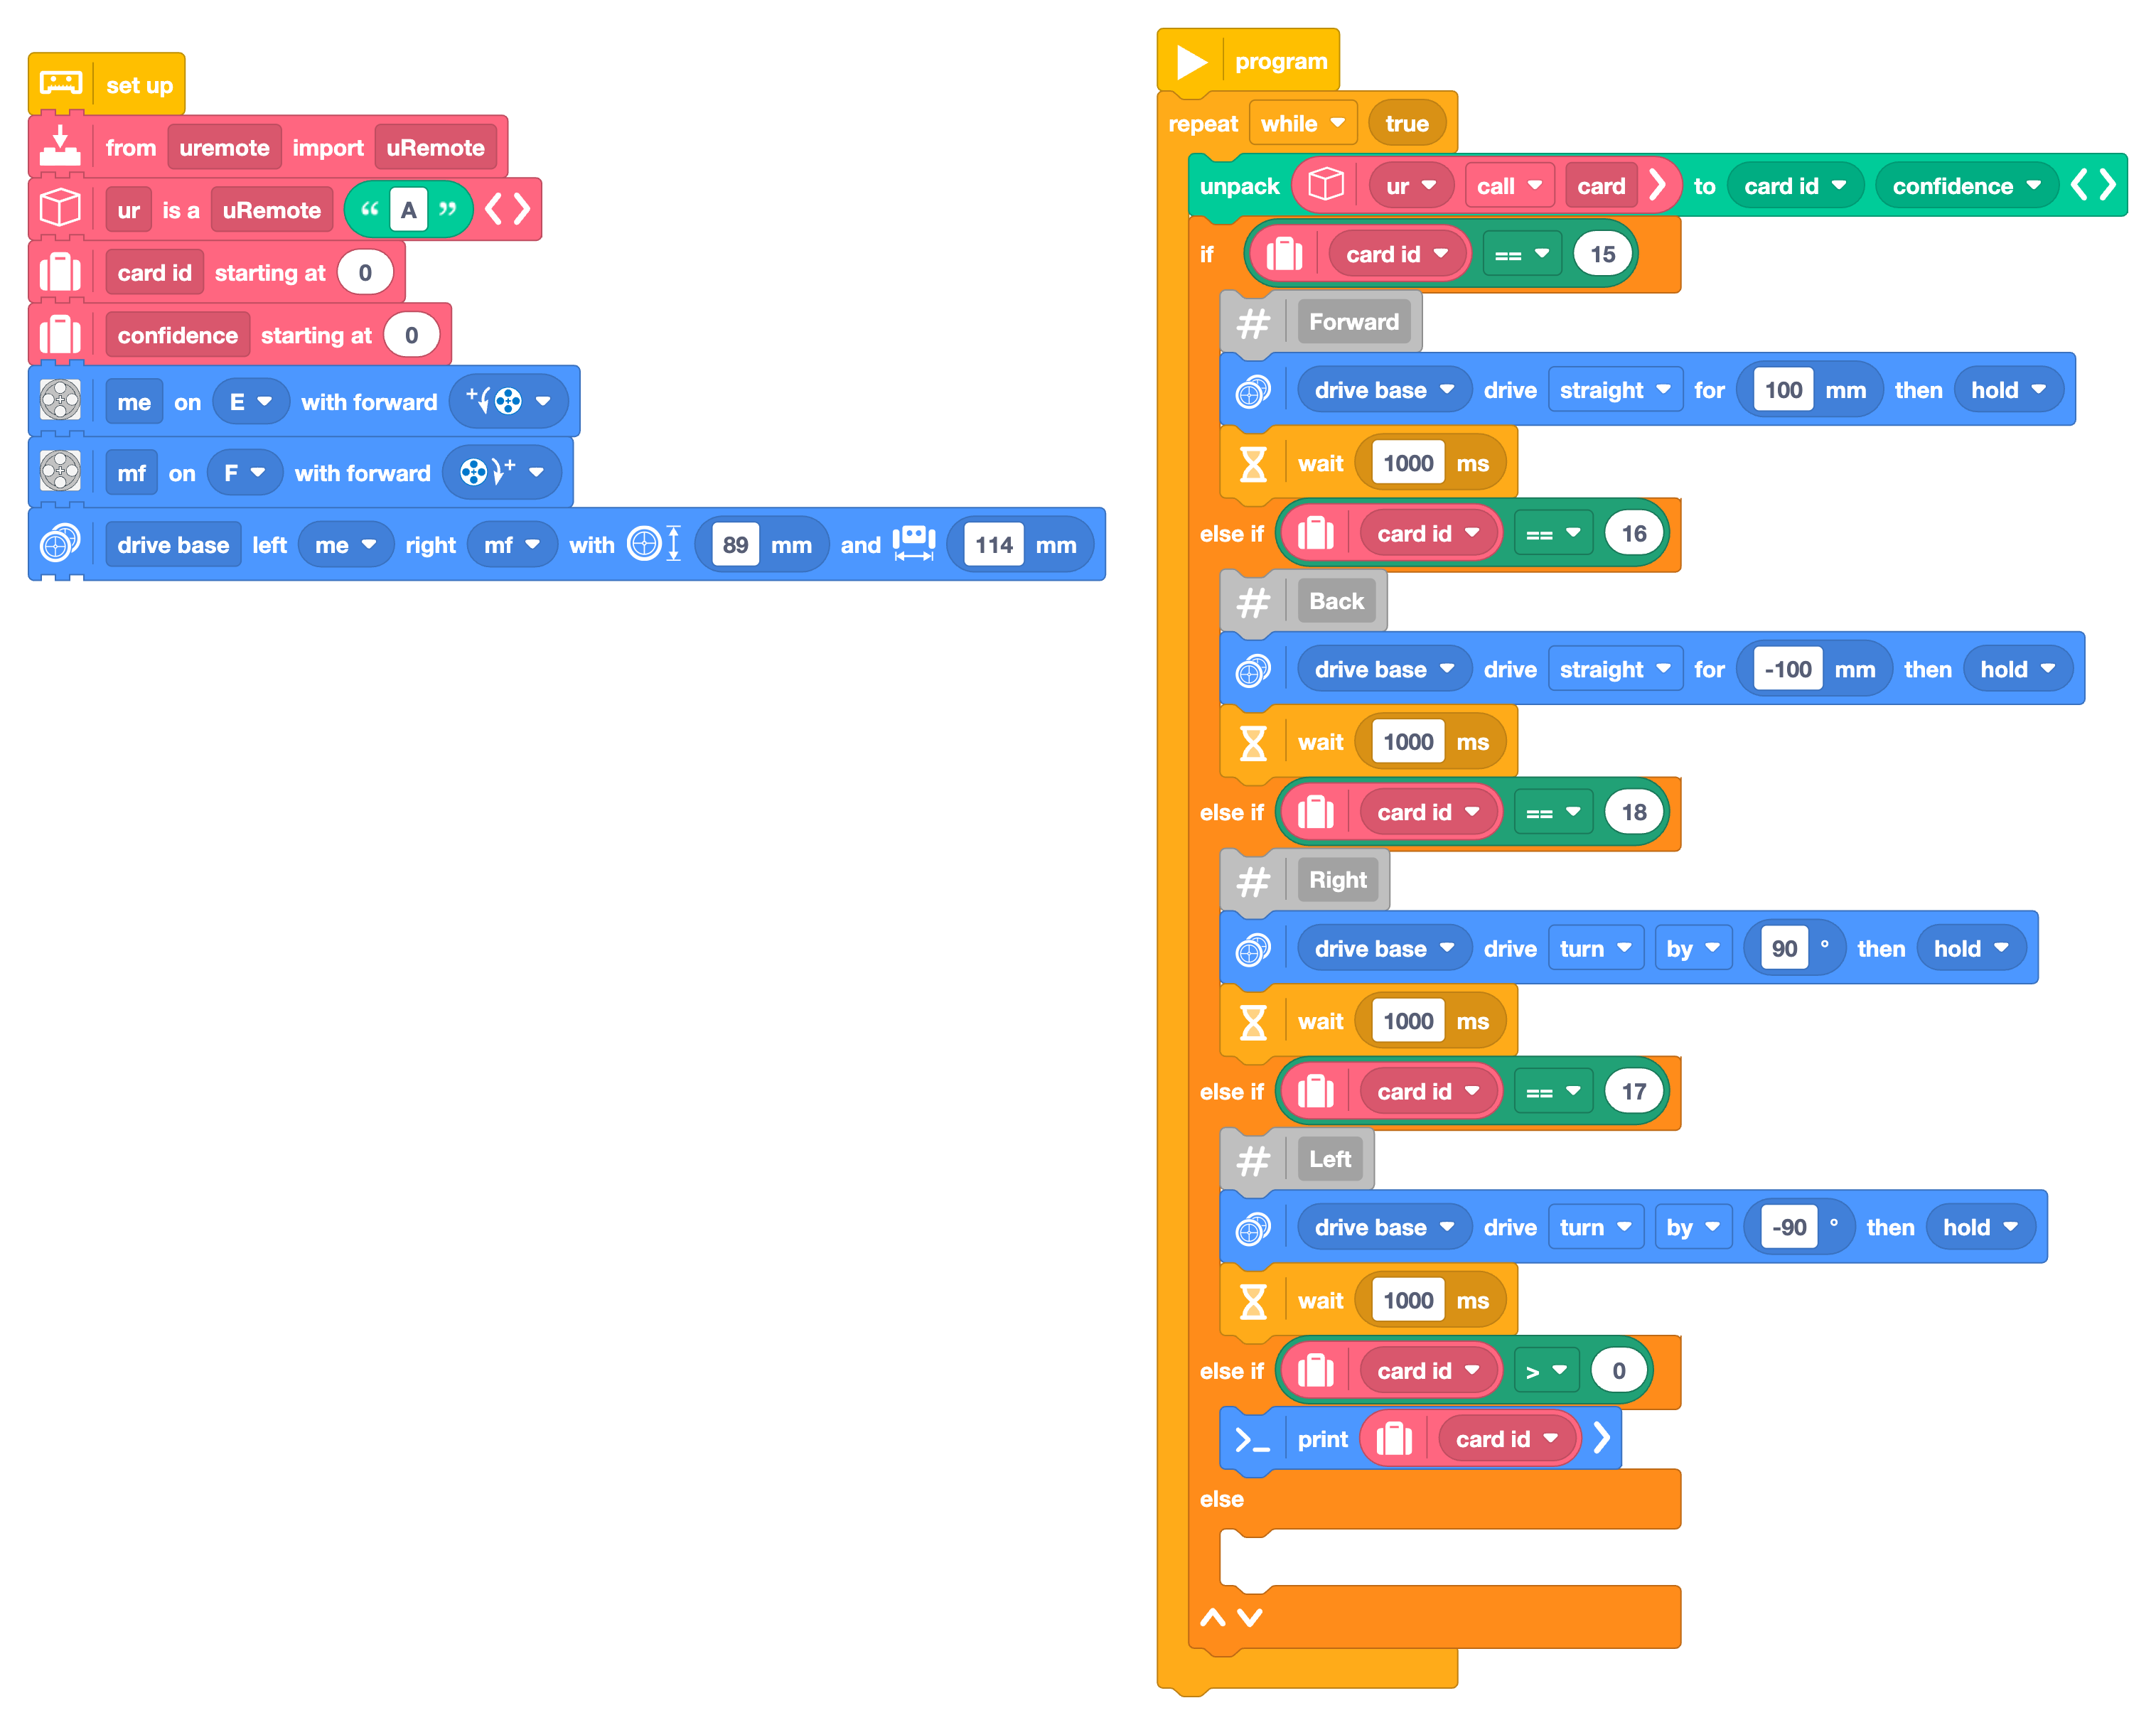 set up
from uremote import uRemote
ur is a uRemote “ A ”
card id starting at 0
confidence starting at 0
me on E with forward +
mf on F with forward +
drive base left me right mf with 89 mm and 114 mm
program
repeat while true
unpack ur call card to card id confidence
if card id == 15
# Forward
drive base drive straight for 100 mm then hold
wait 1000 ms
else if card id == 16
# Back
drive base drive straight for -100 mm then hold
wait 1000 ms
else if card id == 18
# Right
drive base drive turn by 90 ° then hold
wait 1000 ms
else if card id == 17
# Left
drive base drive turn by -90 ° then hold
wait 1000 ms
else if card id > 0
print card id
else